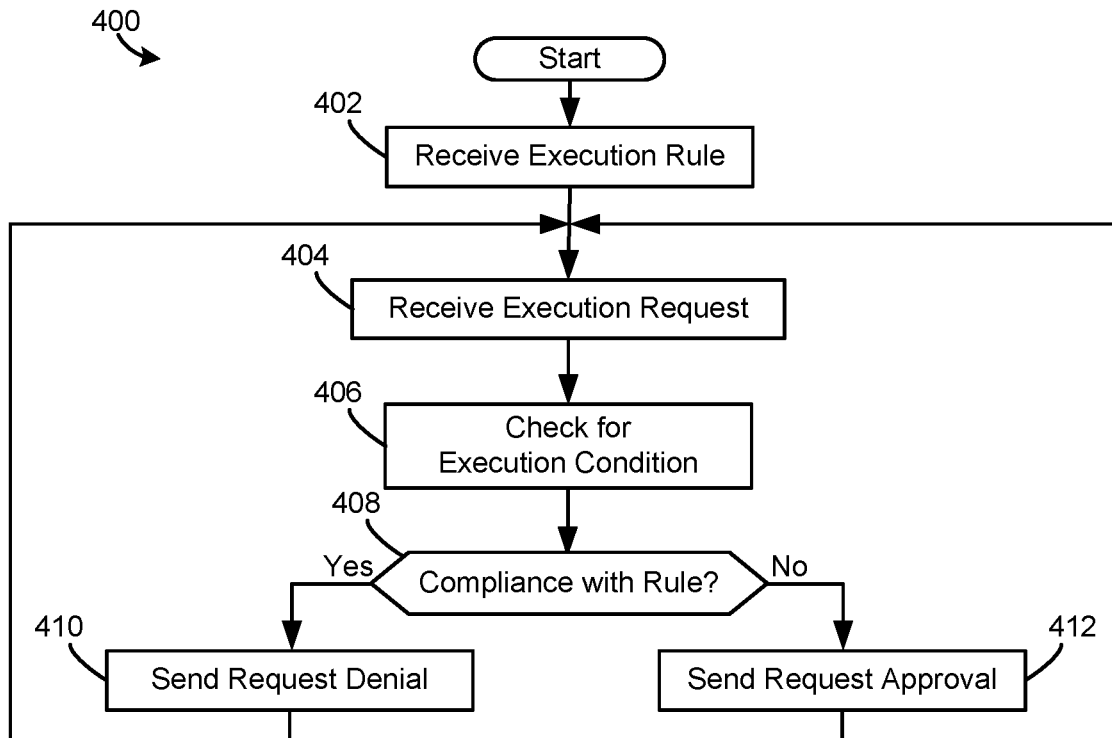 400
Start
402
Receive Execution Rule
404
Receive Execution Request
406
Check for
Execution Condition
408
Yes
Compliance with Rule?
No
410
Send Request Denial
Send Request Approval
412